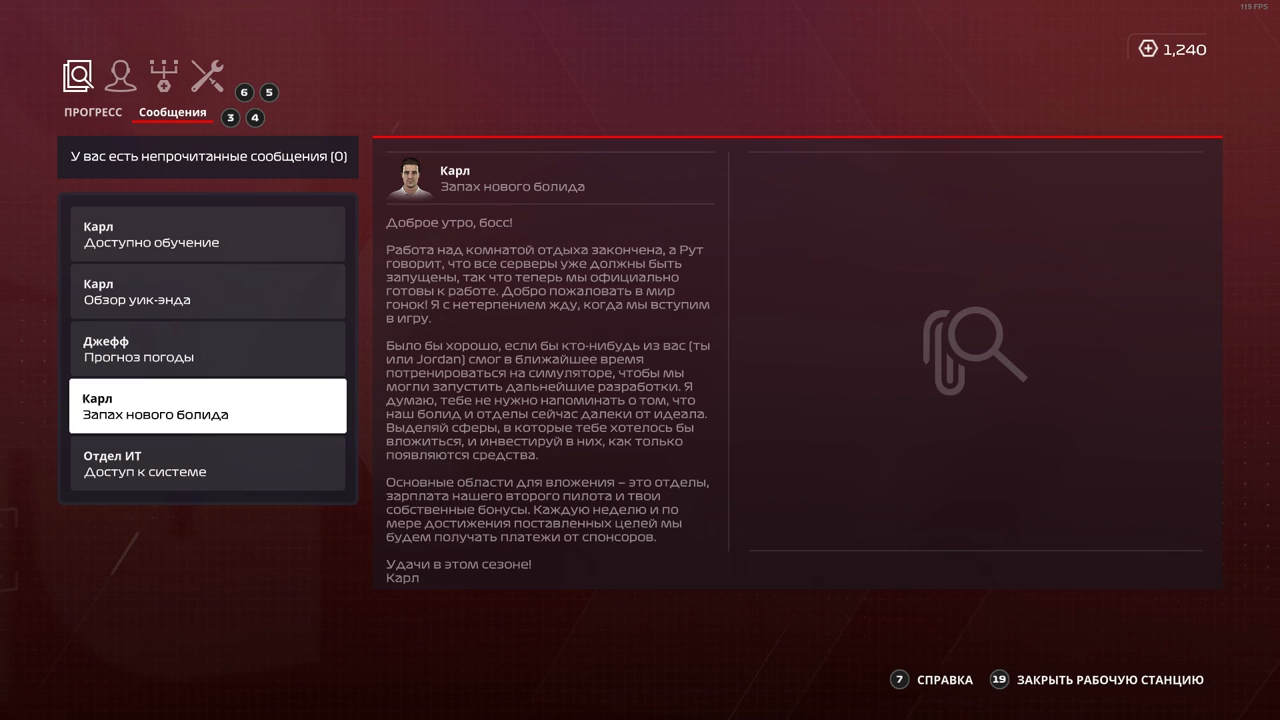 119 FPS
1,240
6 5
ПРОГРЕСС Сообщения 3 4
У вас есть непрочитанные сообщения (0)
Карл
Доступно обучение
Карл
Обзор уик-энда
Джефф
Прогноз погоды
Карл
Запах нового болида
Отдел ИТ
Доступ к системе
Карл
Запах нового болида
Доброе утро, босс!
Работа над комнатой отдыха закончена, а Рут
говорит, что все серверы уже должны быть
запущены, так что теперь мы официально
готовы к работе. Добро пожаловать в мир
гонок! Я с нетерпением жду, когда мы вступим
в игру.
Было бы хорошо, если бы кто-нибудь из вас (ты
или Jordan) смог в ближайшее время
потренироваться на симуляторе, чтобы мы
могли запустить дальнейшие разработки. Я
думаю, тебе не нужно напоминать о том, что
наш болид и отделы сейчас далеки от идеала.
Выделяй сферы, в которые тебе хотелось бы
вложиться, и инвестируй в них, как только
появляются средства.
Основные области для вложения – это отделы,
зарплата нашего второго пилота и твои
собственные бонусы. Каждую неделю и по
мере достижения поставленных целей мы
будем получать платежи от спонсоров.
Удачи в этом сезоне!
Карл
7 СПРАВКА 19 ЗАКРЫТЬ РАБОЧУЮ СТАНЦИЮ